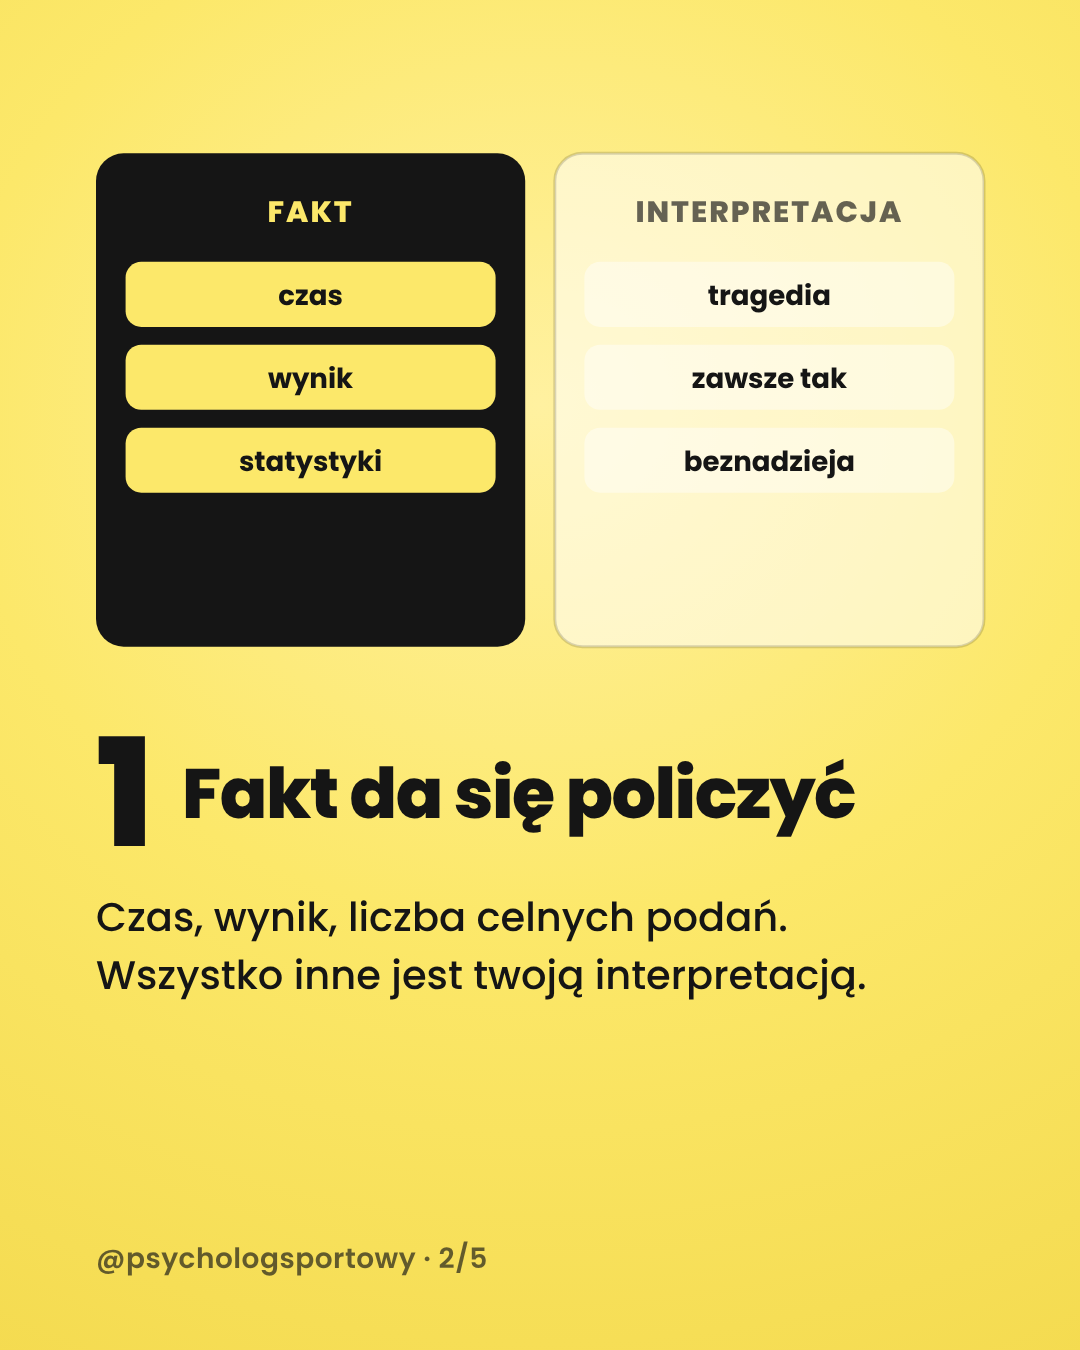 FAKT
czas
wynik
statystyki
INTERPRETACJA
tragedia
zawsze tak
beznadzieja
1 Fakt da się policzyć
Czas, wynik, liczba celnych podań.
Wszystko inne jest twoją interpretacją.
@psychologsportowy · 2/5